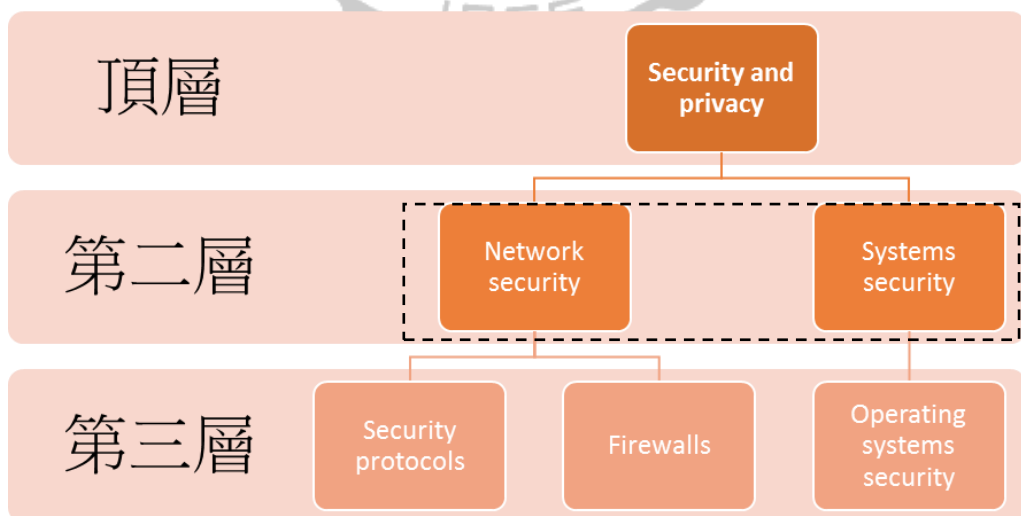 頂層
Security and
privacy
第二層
Network
security
Systems
security
第三層
Security
protocols
Firewalls
Operating
systems
security